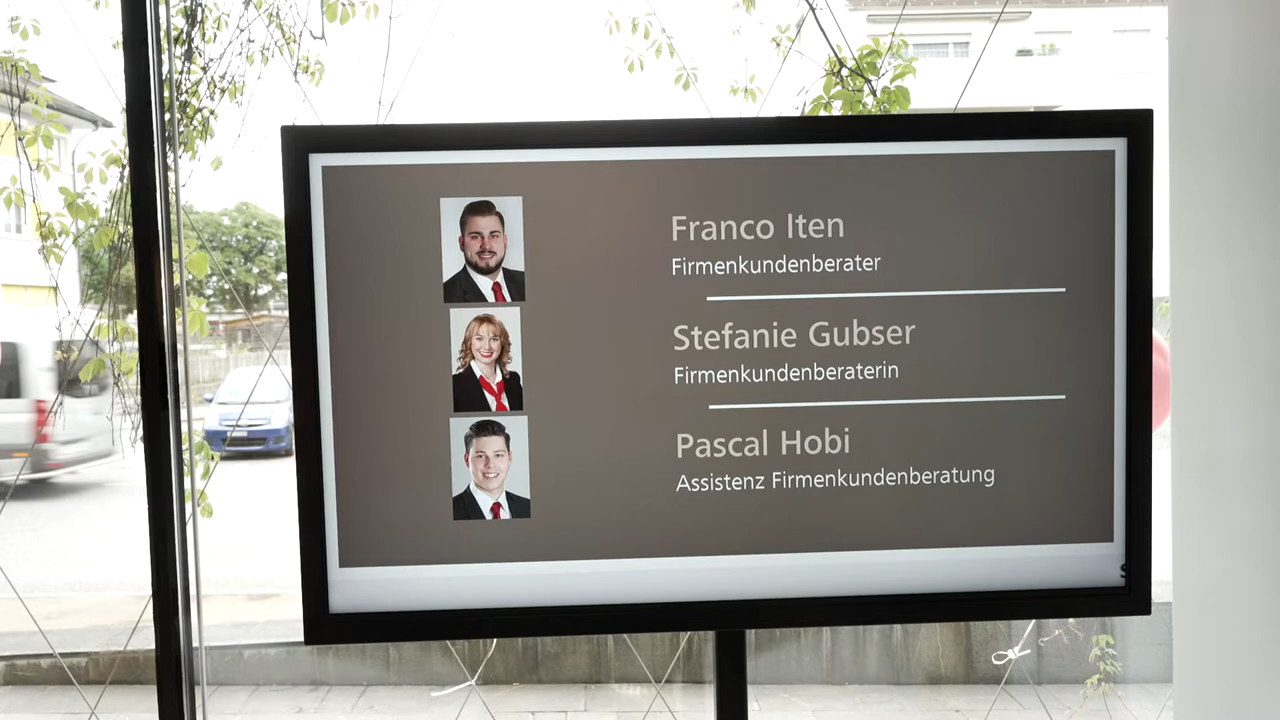 Franco Iten
Firmenkundenberater
Stefanie Gubser
Firmenkundenberaterin
Pascal Hobi
Assistenz Firmenkundenberatung